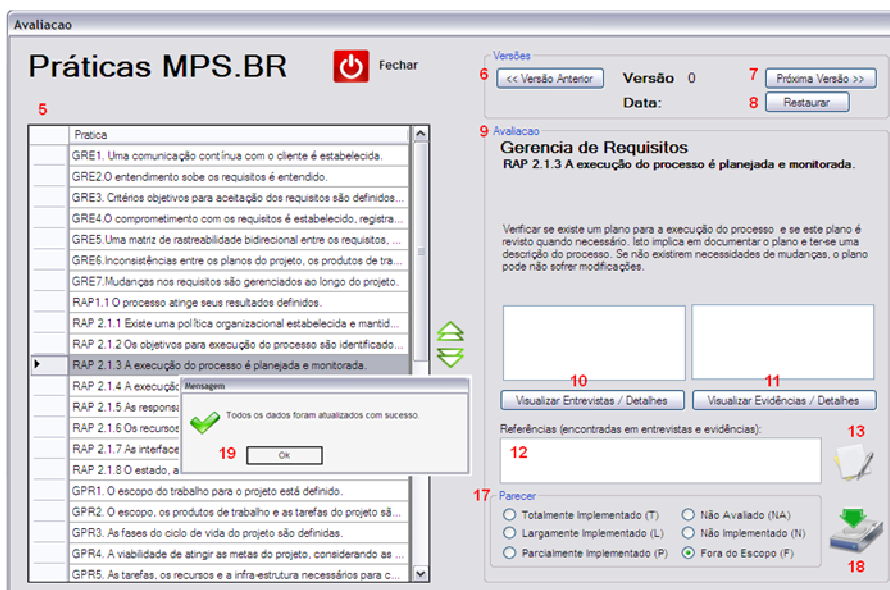 Avaliacao
Práticas MPS.BR
Fechar
5
Pratica
GRE1. Uma comunicação contínua com o cliente é estabelecida.
GRE2.O entendimento sobe os requisitos é entendido.
GRE3. Critérios objetivos para aceitação dos requisitos são definidos...
GRE4.O comprometimento com os requisitos é estabelecido, registra...
GRE5.Uma matriz de rastreabilidade bidirecional entre os requisitos, ...
GRE6.Inconsistências entre os planos do projeto, os produtos de tra...
GRE7.Mudanças nos requisitos são gerenciados ao longo do projeto.
RAP1.1 O processo atinge seus resultados definidos.
RAP 2.1.1 Existe uma política organizacional estabelecida e mantid...
RAP 2.1.2 Os objetivos para execução do processo são identificado...
RAP 2.1.3 A execução do processo é planejada e monitorada.
RAP 2.1.4 A execução
RAP 2.1.5 As responsa
RAP 2.1.6 Os recursos
RAP 2.1.7 As interface
RAP 2.1.8 O estado, a
GPR1. O escopo do trabalho para o projeto está definido.
GPR2. O escopo, os produtos de trabalho e as tarefas do projeto sã...
GPR3. As fases do ciclo de vida do projeto são definidas.
GPR4. A viabilidade de atingir as metas do projeto, considerando as ...
GPR5. As tarefas, os recursos e a infra-estrutura necessários para c...
Mensagem
Todos os dados foram atualizados com sucesso.
19
Ok
Versões
6
<< Versão Anterior
Versão 0
7
Próxima Versão >>
Data:
8
Restaurar
9
Avaliacao
Gerencia de Requisitos
RAP 2.1.3 A execução do processo é planejada e monitorada.
Verificar se existe um plano para a execução do processo e se este plano é
revisto quando necessário. Isto implica em documentar o plano e ter-se uma
descrição do processo. Se não existirem necessidades de mudanças, o plano
pode não sofrer modificações.
10
11
Visualizar Entrevistas / Detalhes
Visualizar Evidências / Detalhes
Referências (encontradas em entrevistas e evidências):
12
13
17
Parecer
Totalmente Implementado (T)
Não Avaliado (NA)
Largamente Implementado (L)
Não Implementado (N)
Parcialmente Implementado (P)
Fora do Escopo (F)
18